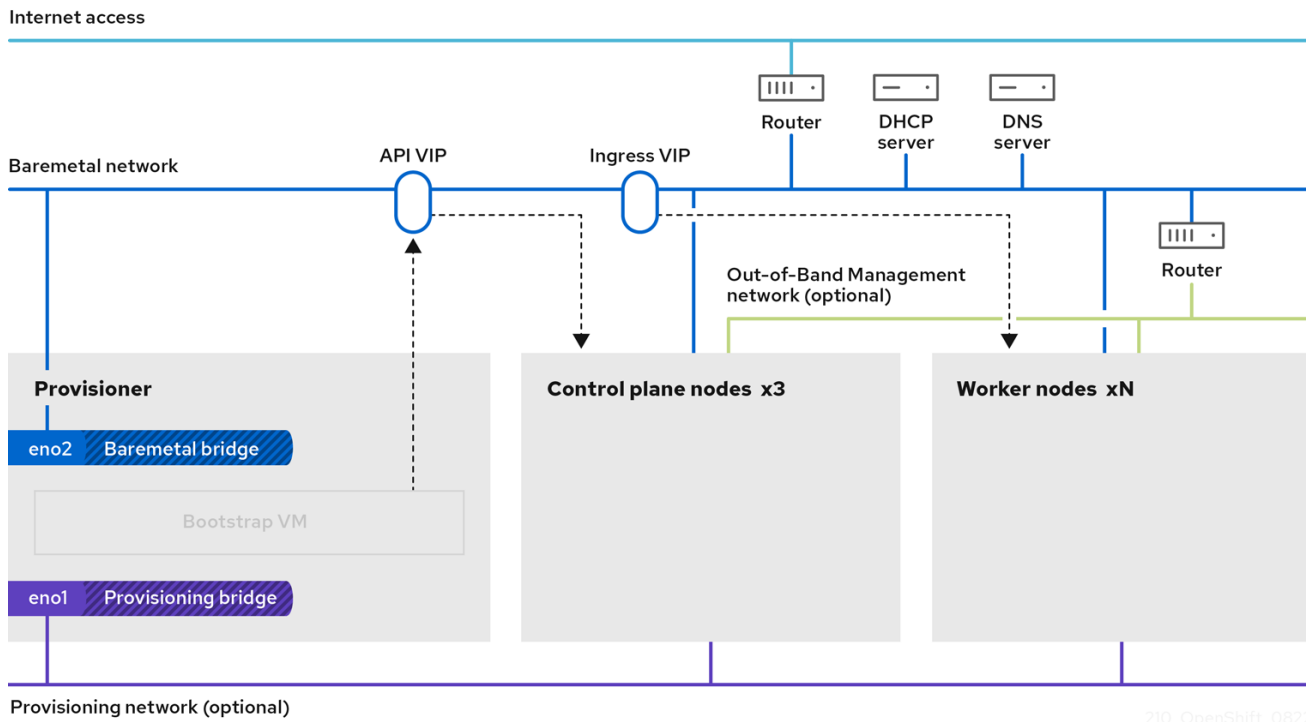 Internet access
Router
DHCP
server
DNS
server
API VIP
Ingress VIP
Baremetal network
Router
Out-of-Band Management
network (optional)
Provisioner
Control plane nodes x3
Worker nodes xN
eno2
Baremetal bridge
Bootstrap VM
eno1
Provisioning bridge
Provisioning network (optional)
210_OpenShift_082